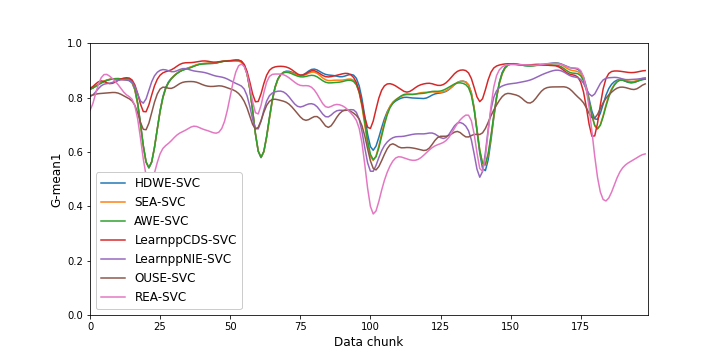 1.0
0.8
0.6
0.4
0.2
0.0
G-mean1
HDWE-SVC
SEA-SVC
AWE-SVC
LearnppCDS-SVC
LearnppNIE-SVC
OUSE-SVC
REA-SVC
0 25 50 75 100 125 150 175
Data chunk